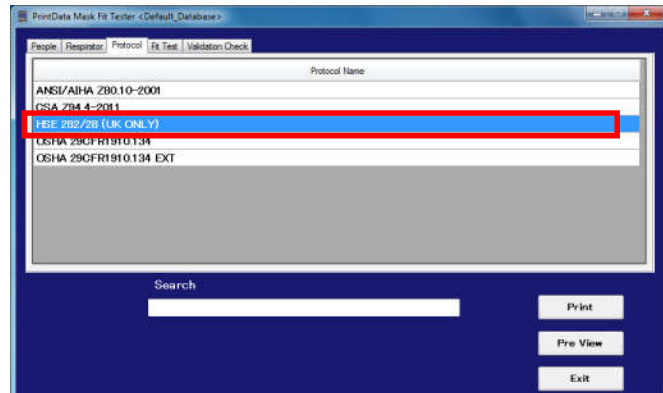 PrintData Mask Fit Tester <Default_Database>
People Respirator Protocol Fit Test Validation Check
Protocol Name
ANSI/AIHA Z80.10-2001
CSA Z94.4-2011
HSE 282/28 (UK ONLY)
OSHA 29CFR1910.134
OSHA 29CFR1910.134 EXT
Search
Print
Pre View
Exit